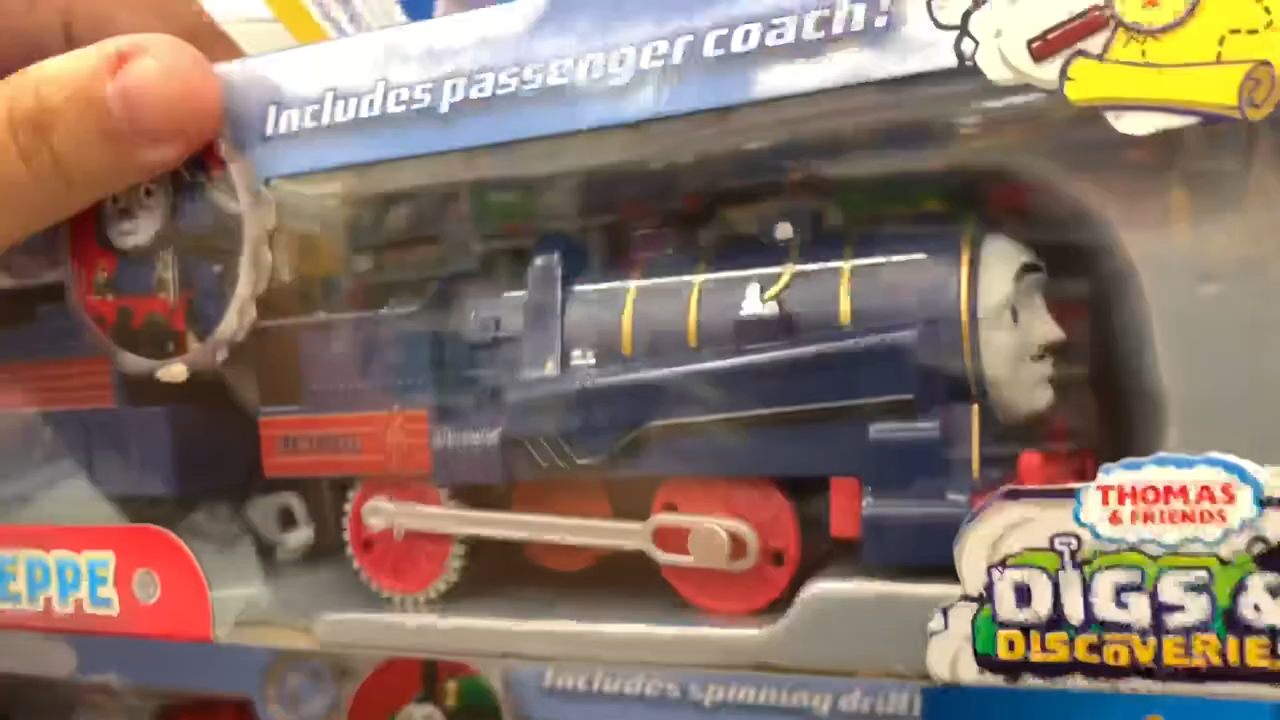 Includes passenger coach!
EPPE
THOMAS
& FRIENDS
DIGS &
DISCOVERIE
Includes spinning drill!